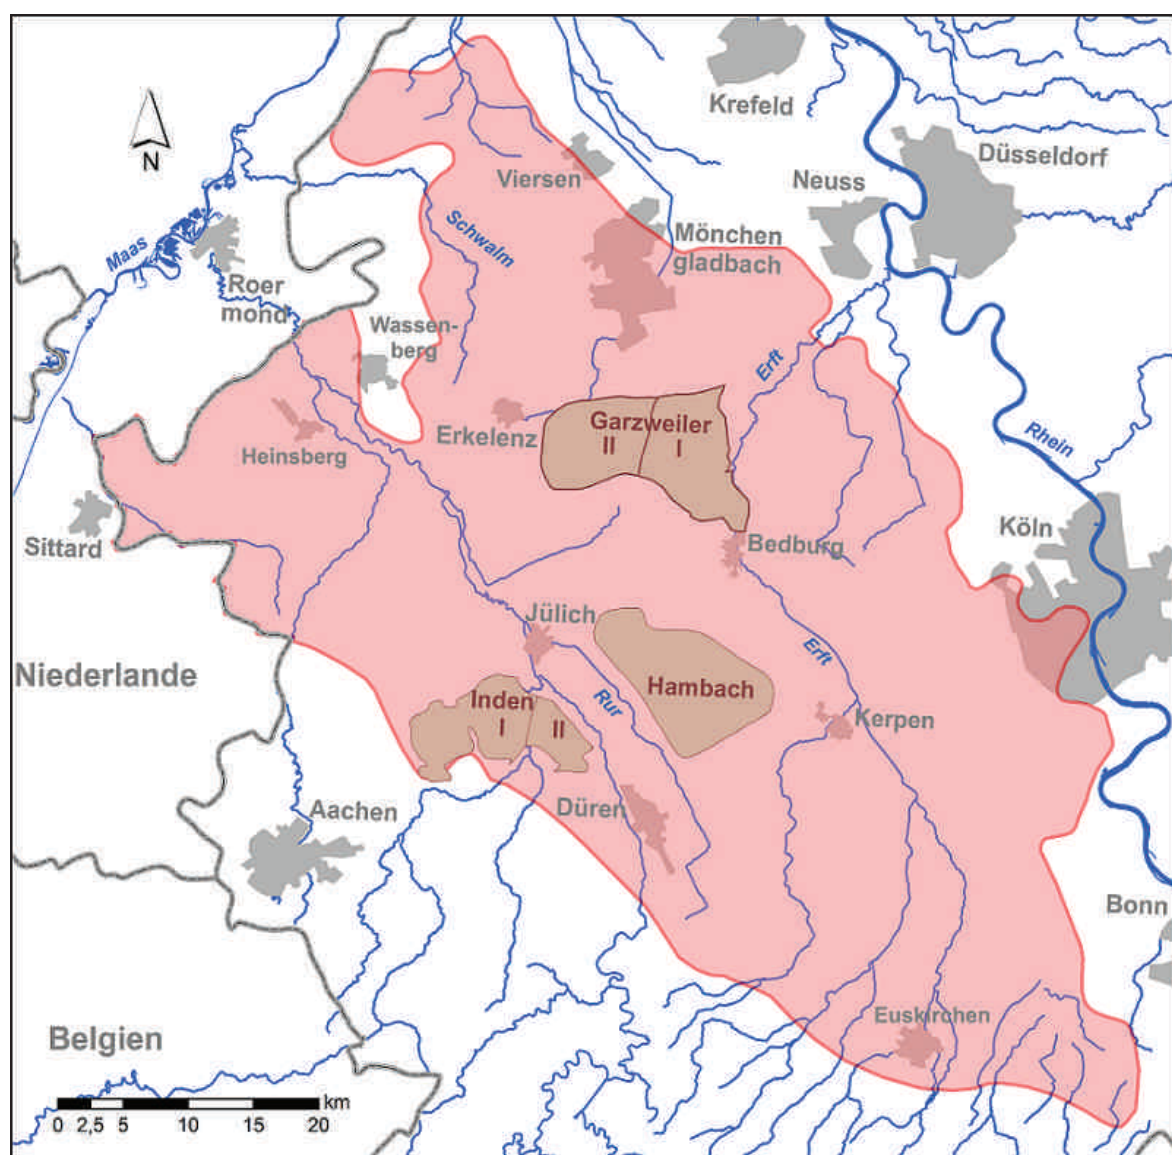 Krefeld
Düsseldorf
N
Viersen
Neuss
Schwalm
Mönchen
gladbach
Maas
Roer
mond
Wassen-
berg
Erft
Erkelenz
Garzweiler
II
I
Rhein
Heinsberg
Sittard
Köln
Bedburg
Jülich
Niederlande
Erft
Hambach
Inden
I
II
Rur
Kerpen
Aachen
Düren
Bonn
Euskirchen
Belgien
km
0 2,5 5 10 15 20